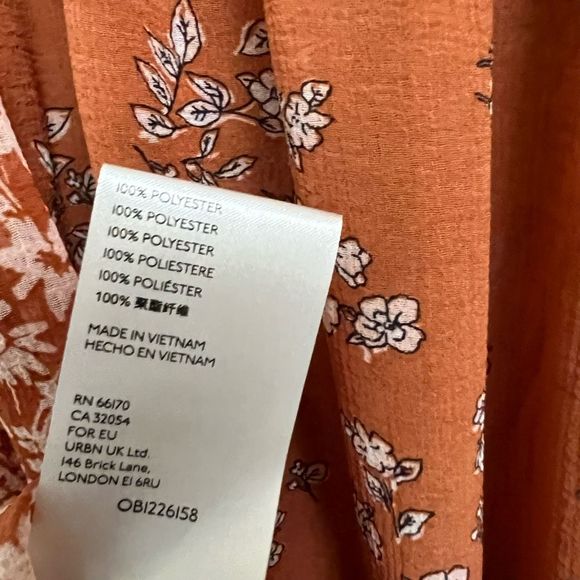 100% POLYESTER
100% POLYESTER
100% POLYESTER
100% POLIESTERE
100% POLIÉSTER
100% 聚酯纤维
MADE IN VIETNAM
HECHO EN VIETNAM
RN 66170
CA 32054
FOR EU
URBN UK Ltd.
146 Brick Lane,
LONDON E1 6RU
OB1226158